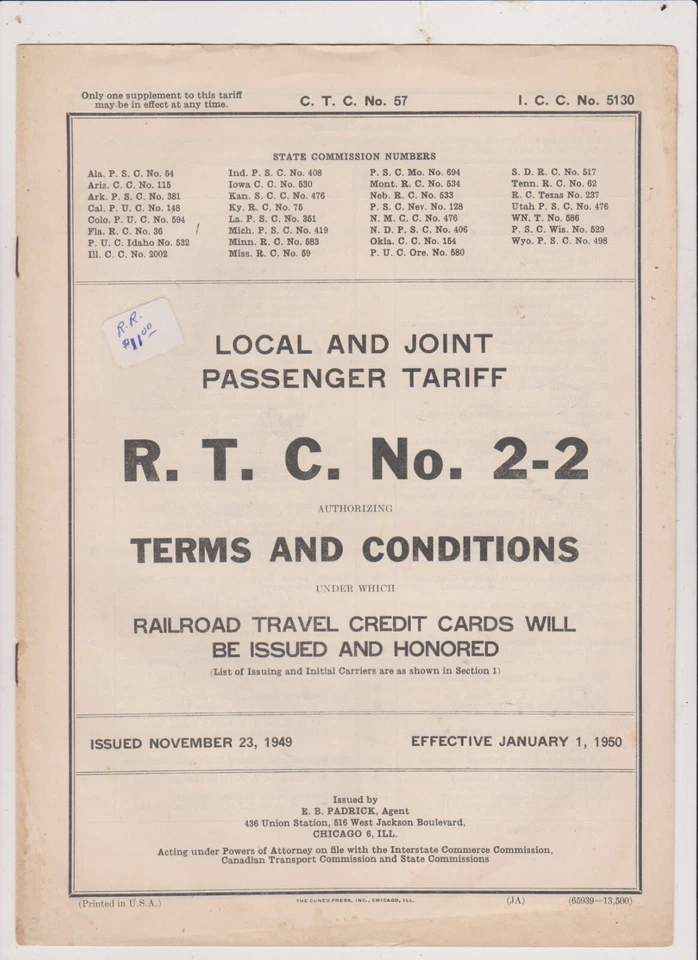 Only one supplement to this tariff
may be in effect at any time.
C. T. C. No. 57
I. C. C. No. 5130
STATE COMMISSION NUMBERS
Ala. P. S. C. No. 54
Ariz. C. C. No. 115
Ark. P. S. C. No. 381
Cal. P. U. C. No. 148
Colo. P. U. C. No. 594
Fla. R. C. No. 36
P. U. C. Idaho No. 532
Ill. C. C. No. 2002
Ind. P. S. C. No. 408
Iowa C. C. No. 530
Kan. S. C. C. No. 476
Ky. R. C. No. 75
La. P. S. C. No. 351
Mich. P. S. C. No. 419
Minn. R. C. No. 583
Miss. R. C. No. 59
P. S. C. Mo. No. 694
Mont. R. C. No. 534
Neb. R. C. No. 533
P. S. C. Nev. No. 128
N. M. C. C. No. 476
N. D. P. S. C. No. 406
Okla. C. C. No. 154
P. U. C. Ore. No. 580
S. D. R. C. No. 517
Tenn. R. C. No. 62
R. C. Texas No. 237
Utah P. S. C. No. 476
WN. T. No. 586
P. S. C. Wis. No. 529
Wyo. P. S. C. No. 498
R.R.
$11.00
LOCAL AND JOINT
PASSENGER TARIFF
R. T. C. No. 2-2
AUTHORIZING
TERMS AND CONDITIONS
UNDER WHICH
RAILROAD TRAVEL CREDIT CARDS WILL
BE ISSUED AND HONORED
(List of Issuing and Initial Carriers are as shown in Section 1)
ISSUED NOVEMBER 23, 1949
EFFECTIVE JANUARY 1, 1950
Issued by
E. B. PADRICK, Agent
436 Union Station, 516 West Jackson Boulevard,
CHICAGO 6, ILL.
Acting under Powers of Attorney on file with the Interstate Commerce Commission,
Canadian Transport Commission and State Commissions
(Printed in U.S.A.)
THE CUNEO PRESS, INC., CHICAGO, ILL.
(JA)
(65939—13,500)